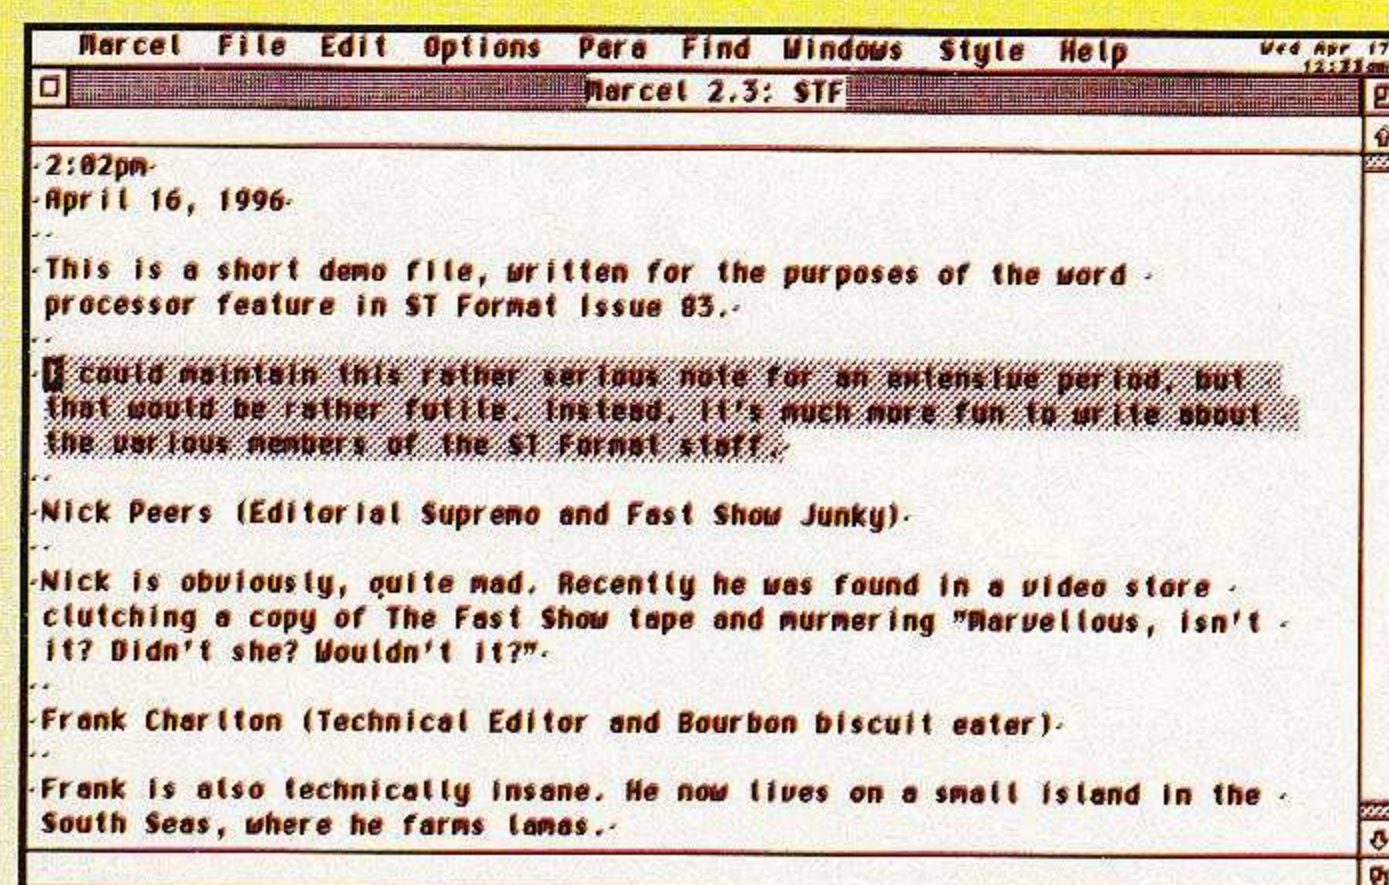 Marcel File Edit Options Para Find Windows Style Help
Wed Apr 17
Marcel 2.3: STF
2:02pm
April 16, 1996
This is a short demo file, written for the purposes of the word
processor feature in ST Format Issue 83.
I could maintain this rather serious note for an extensive period, but
that would be rather futile. Instead, it's much more fun to write about
the various members of the ST Format staff.
Nick Peers (Editorial Supremo and Fast Show Junky)
Nick is obviously, quite mad. Recently he was found in a video store
clutching a copy of The Fast Show tape and murmering "Marvellous, isn't
it? Didn't she? Wouldn't it?"
Frank Charlton (Technical Editor and Bourbon biscuit eater)
Frank is also technically insane. He now lives on a small island in the
South Seas, where he farms lamas.